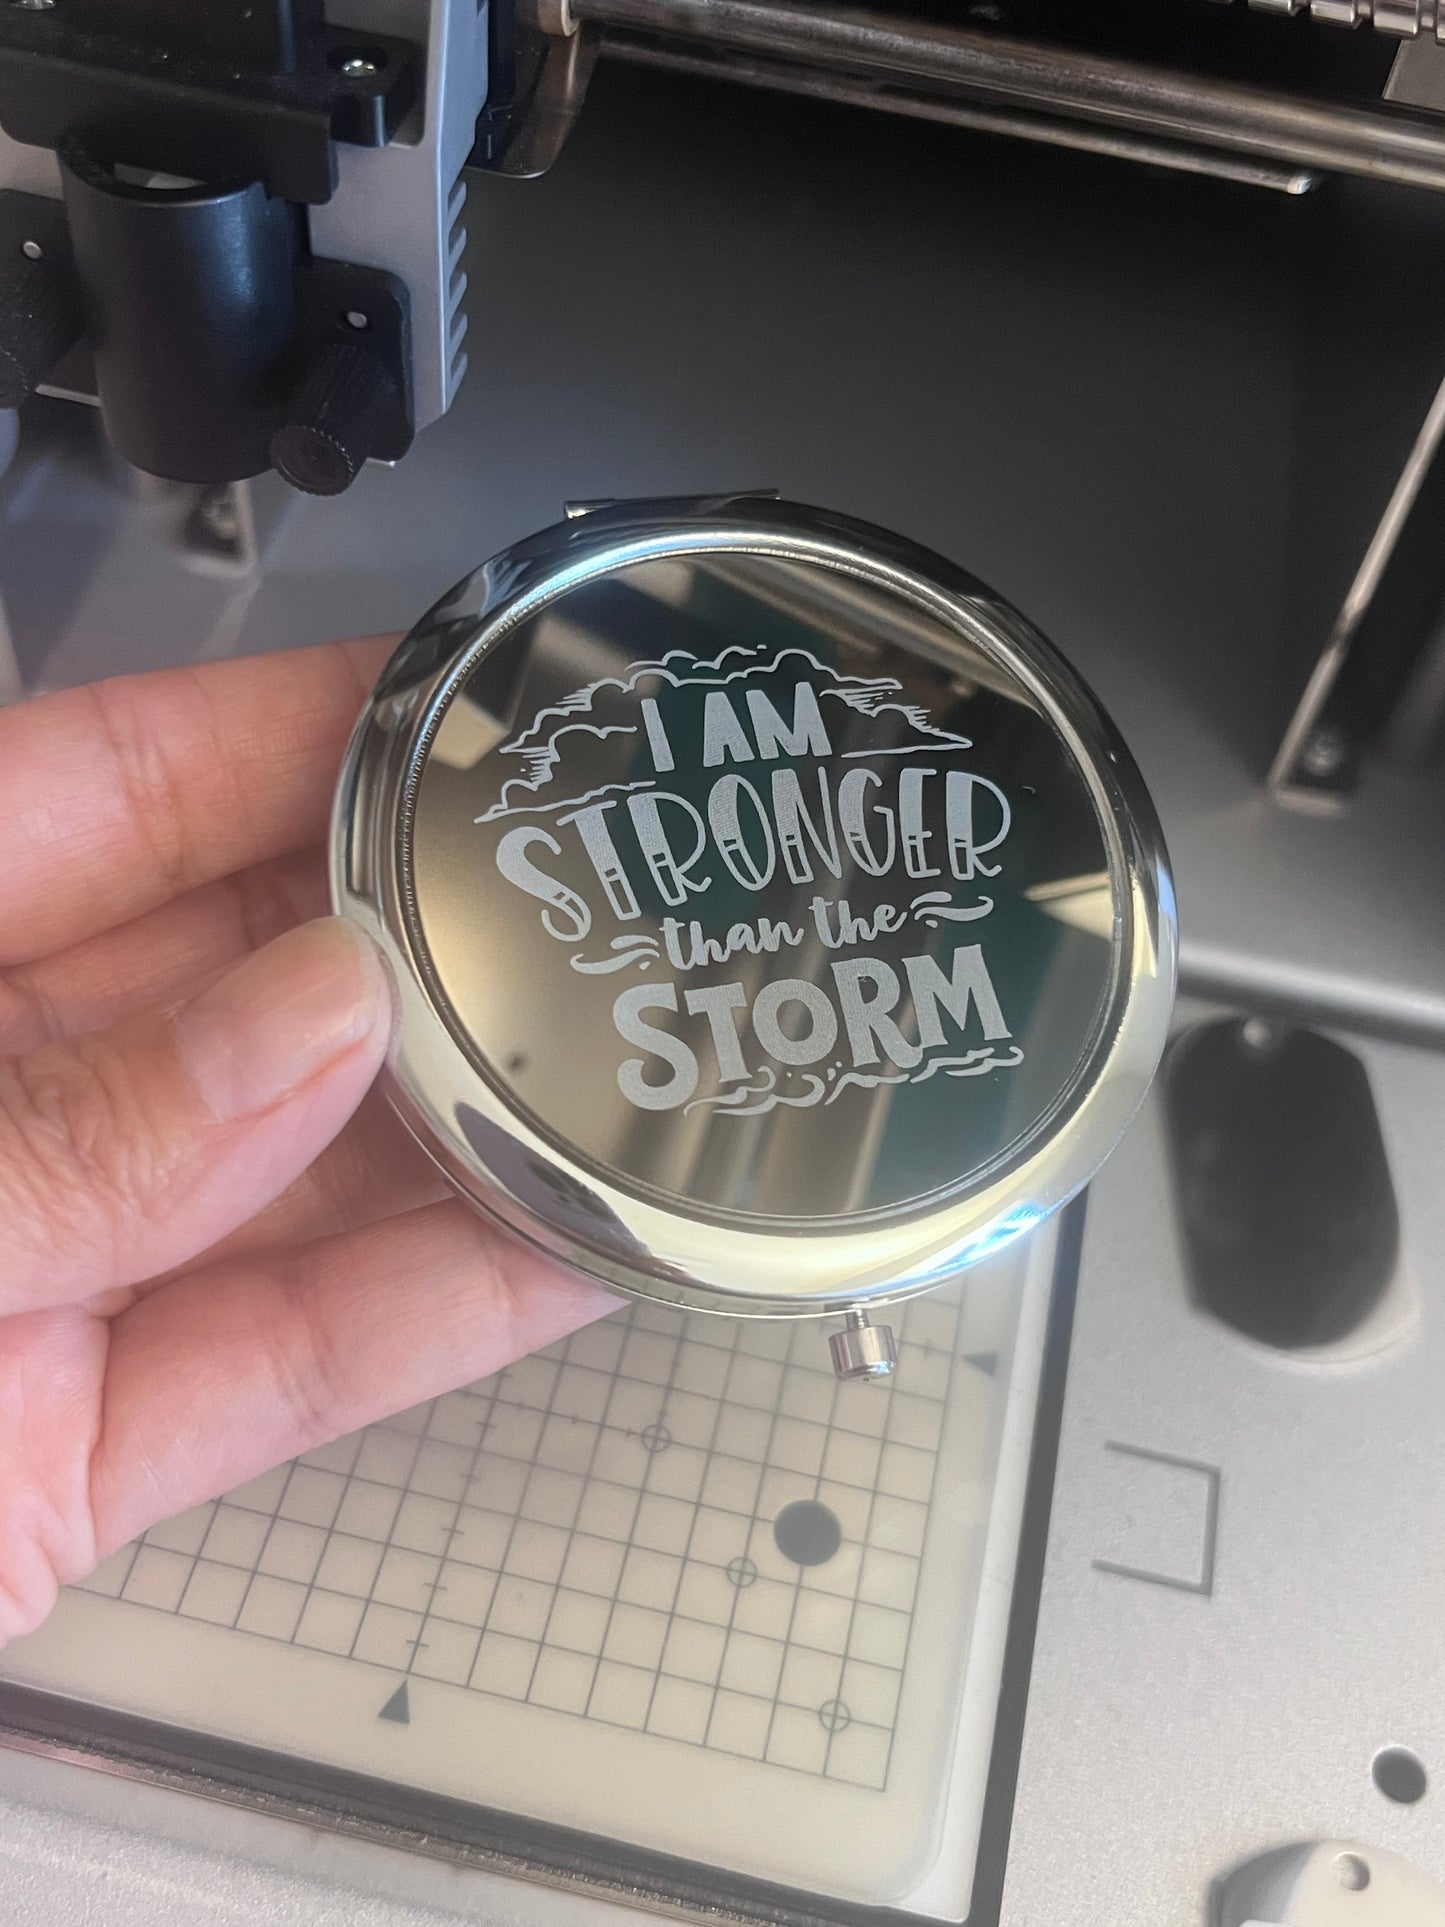 I AM
STRONGER
than the
STORM